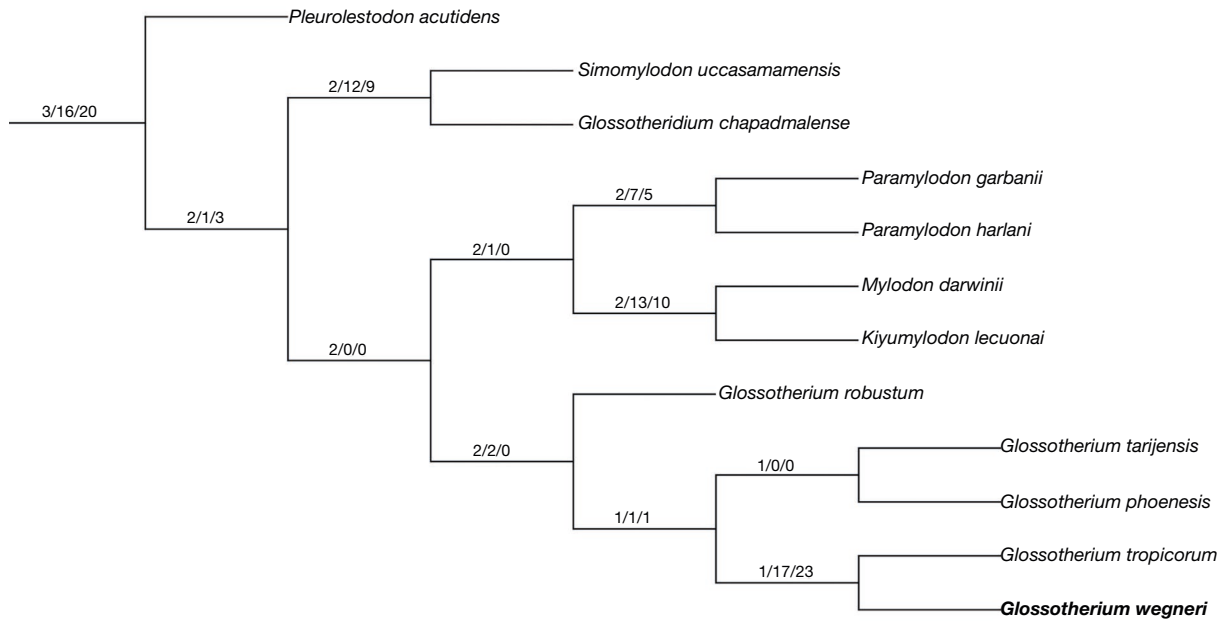 Pleurolestodon acutidens
Simomylodon uccasamamensis
2/12/9
3/16/20
Glossotheridium chapadmalense
Paramylodon garbanii
2/7/5
2/1/3
Paramylodon harlani
2/1/0
Mylodon darwinii
2/13/10
Kiyumylodon lecuonai
2/0/0
Glossotherium robustum
Glossotherium tarijensis
2/2/0
1/0/0
Glossotherium phoenesis
1/1/1
Glossotherium tropicorum
1/17/23
Glossotherium wegneri